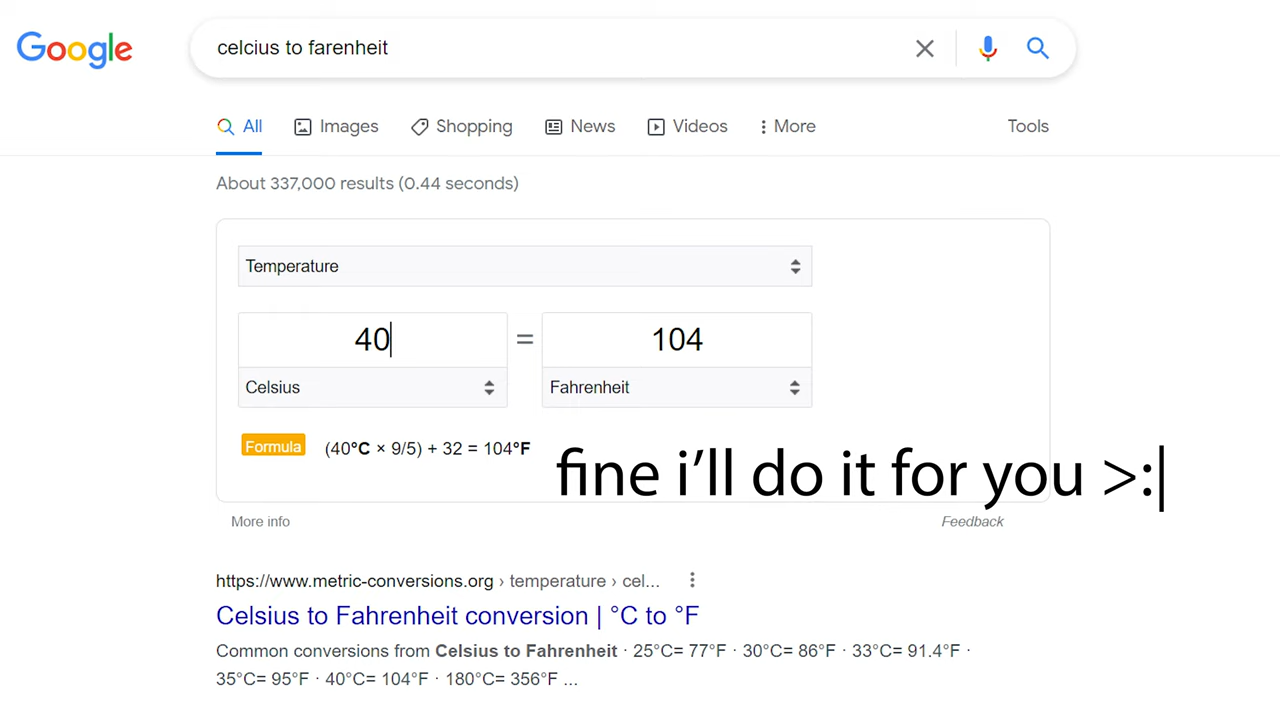 Google
celcius to farenheit
All Images Shopping News Videos More Tools
About 337,000 results (0.44 seconds)
Temperature
40 = 104
Celsius Fahrenheit
Formula (40°C × 9/5) + 32 = 104°F
fine i’ll do it for you >:|
More info Feedback
https://www.metric-conversions.org › temperature › cel...
Celsius to Fahrenheit conversion | °C to °F
Common conversions from Celsius to Fahrenheit · 25°C= 77°F · 30°C= 86°F · 33°C= 91.4°F ·
35°C= 95°F · 40°C= 104°F · 180°C= 356°F ...